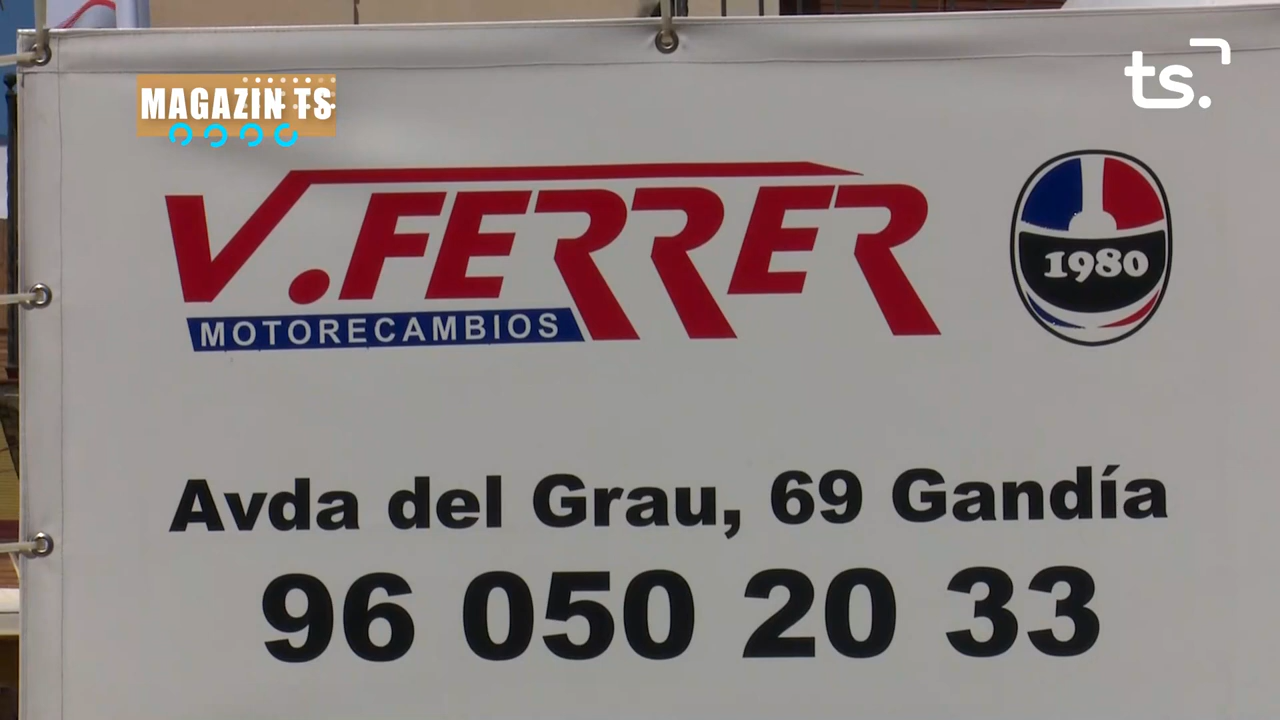 ts.
MAGAZIN TS
V.FERRER
MOTORECAMBIOS
1980
Avda del Grau, 69 Gandía
96 050 20 33